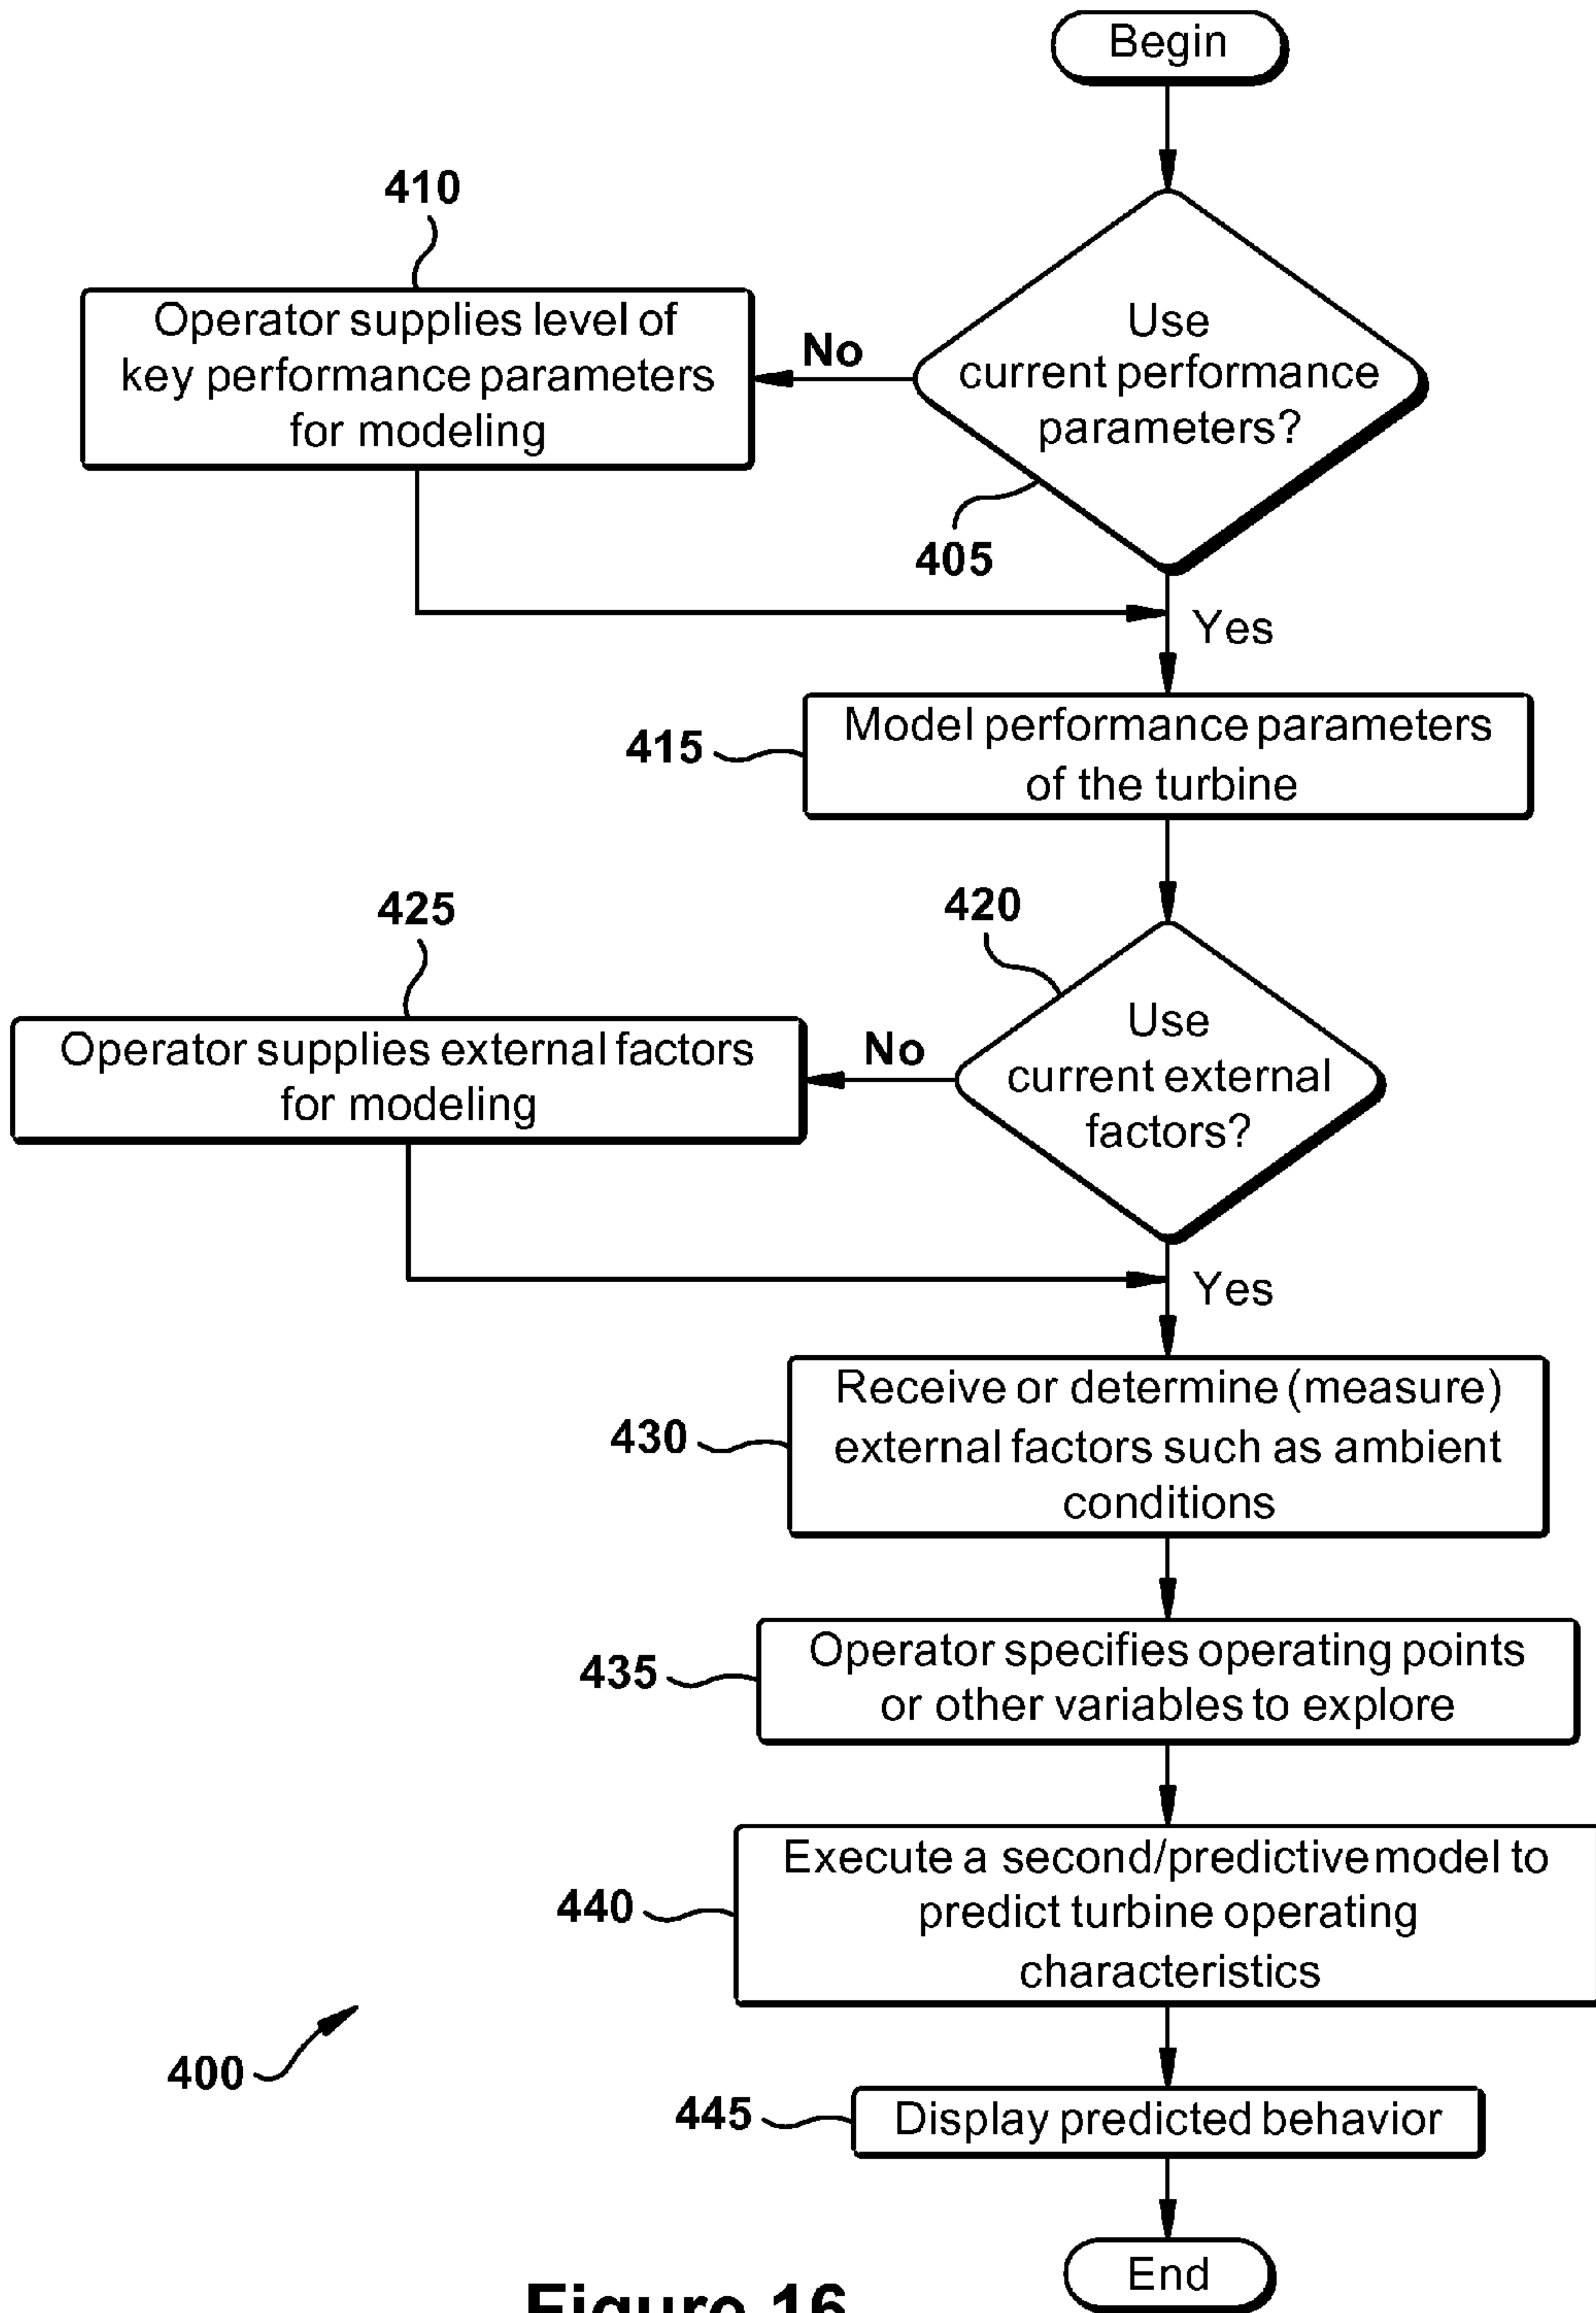 Begin
410
Operator supplies level of
key performance parameters
for modeling
No
Use
current performance
parameters?
405
Yes
415
Model performance parameters
of the turbine
425
420
Operator supplies external factors
for modeling
No
Use
current external
factors?
Yes
430
Receive or determine (measure)
external factors such as ambient
conditions
435
Operator specifies operating points
or other variables to explore
440
Execute a second/predictive model to
predict turbine operating
characteristics
400
445
Display predicted behavior
End
Figure 16